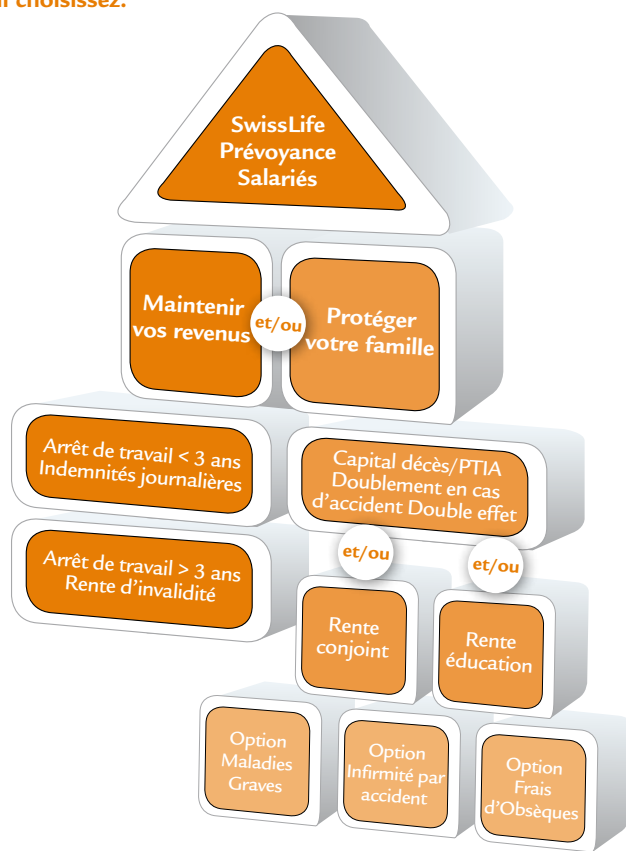 choisissez.
SwissLife
Prévoyance
Salariés
Maintenir
vos revenus
et/ou
Protéger
votre famille
Arrêt de travail < 3 ans
Indemnités journalières
Capital décès/PTIA
Doublement en cas
d'accident Double effet
Arrêt de travail > 3 ans
Rente d'invalidité
et/ou
et/ou
Rente
conjoint
Rente
éducation
Option
Maladies
Graves
Option
Infirmité par
accident
Option
Frais
d'Obsèques